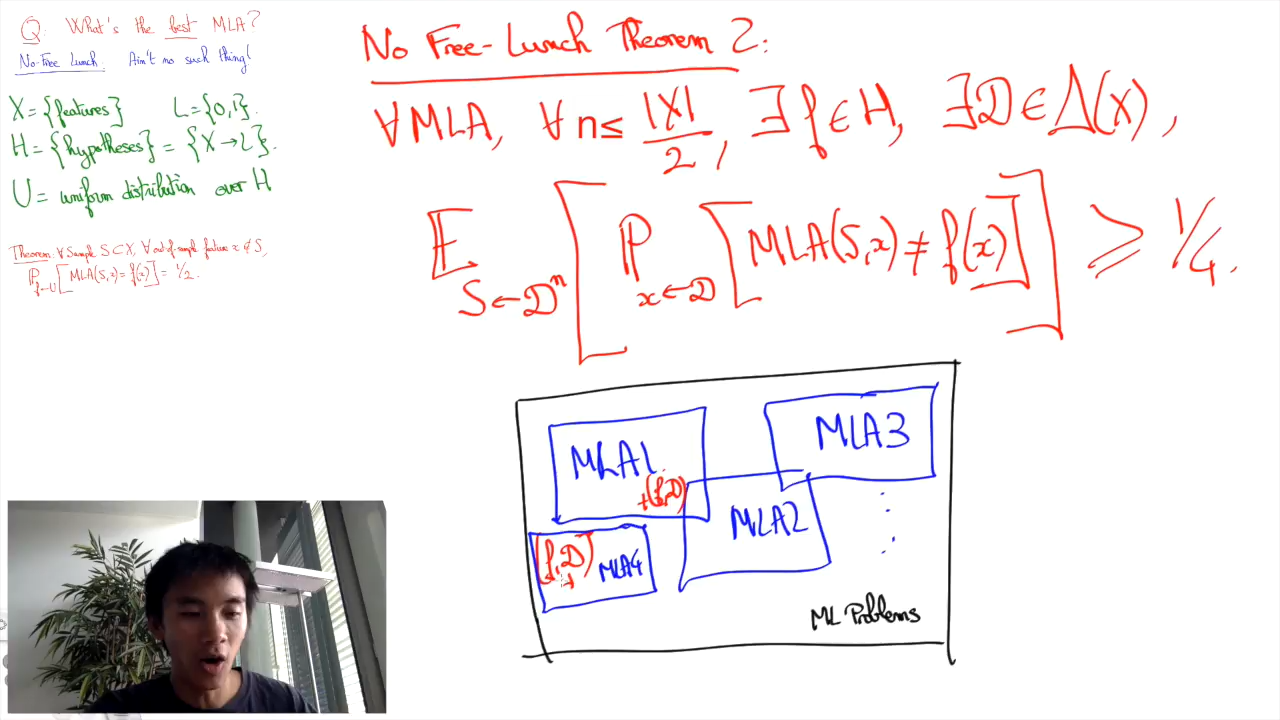 Q: What's the best MLA?
No-Free Lunch: Ain't no such thing!
X = {features} L = {0,1}.
H = {hypotheses} = {X→L}.
U = uniform distribution over H
Theorem: ∀ Sample S ⊂ X, ∀ out-of-sample feature x ∉ S,
ℙ f←U [MLA(S,x) = f(x)] = 1/2.
No Free-Lunch Theorem 2:
∀ MLA, ∀ n ≤ |X|/2, ∃ f ∈ H, ∃ D ∈ Δ(X),
𝔼 S←Dⁿ [ℙ x←D [MLA(S,x) ≠ f(x)]] ≥ 1/4.
MLA1
+(f,D)
MLA3
MLA2
(f,D)
+
MLA4
ML Problems